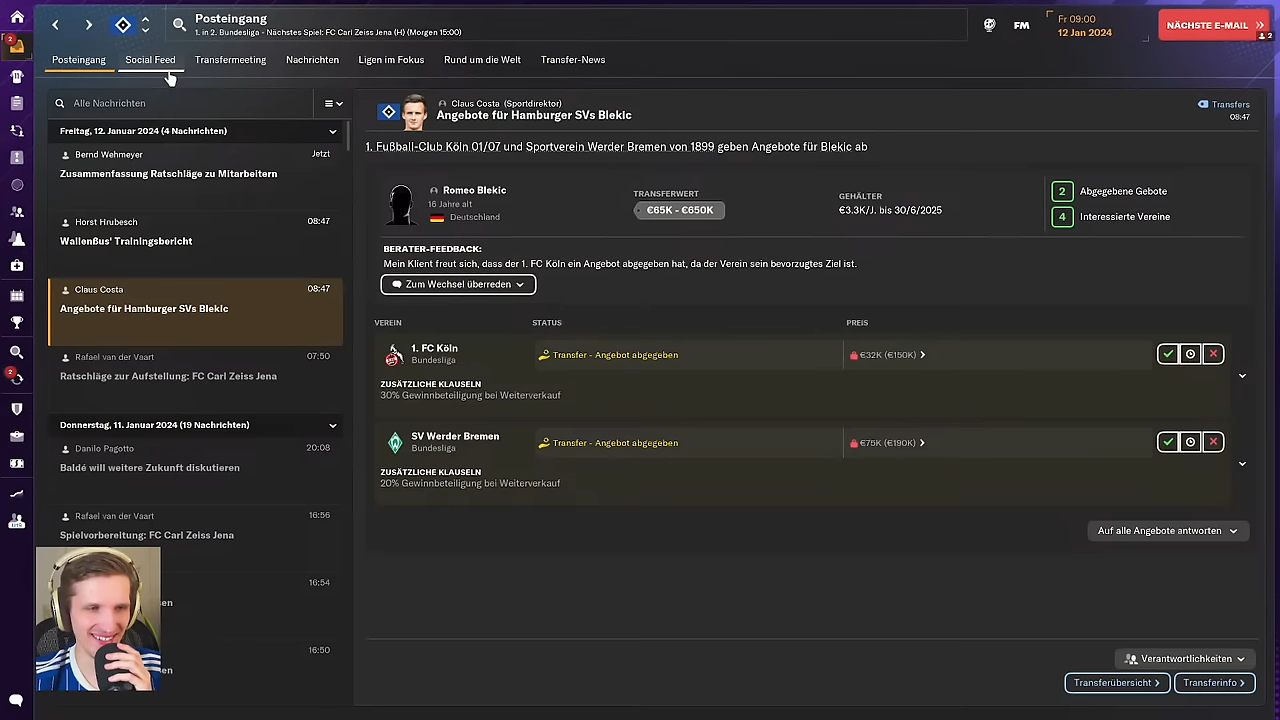 Posteingang
1. in 2. Bundesliga - Nächstes Spiel: FC Carl Zeiss Jena (H) (Morgen 15:00)
FM
Fr 09:00
12 Jan 2024
NÄCHSTE E-MAIL
2
2
Posteingang
Social Feed
Transfermeeting
Nachrichten
Ligen im Fokus
Rund um die Welt
Transfer-News
Alle Nachrichten
Freitag, 12. Januar 2024 (4 Nachrichten)
Bernd Wehmeyer
Jetzt
Zusammenfassung Ratschläge zu Mitarbeitern
Horst Hrubesch
08:47
Wallenßus' Trainingsbericht
Claus Costa
08:47
Angebote für Hamburger SVs Blekic
Rafael van der Vaart
07:50
Ratschläge zur Aufstellung: FC Carl Zeiss Jena
Donnerstag, 11. Januar 2024 (19 Nachrichten)
Danilo Pagotto
20:08
Baldé will weitere Zukunft diskutieren
Rafael van der Vaart
16:56
Spielvorbereitung: FC Carl Zeiss Jena
16:54
16:50
2
Claus Costa (Sportdirektor)
Angebote für Hamburger SVs Blekic
Transfers
08:47
1. Fußball-Club Köln 01/07 und Sportverein Werder Bremen von 1899 geben Angebote für Blekic ab
Romeo Blekic
16 Jahre alt
Deutschland
TRANSFERWERT
€65K - €650K
GEHÄLTER
€3.3K/J. bis 30/6/2025
2 Abgegebene Gebote
4 Interessierte Vereine
BERATER-FEEDBACK:
Mein Klient freut sich, dass der 1. FC Köln ein Angebot abgegeben hat, da der Verein sein bevorzugtes Ziel ist.
Zum Wechsel überreden
VEREIN
STATUS
PREIS
1. FC Köln
Bundesliga
Transfer - Angebot abgegeben
€32K (€150K)
ZUSÄTZLICHE KLAUSELN
30% Gewinnbeteiligung bei Weiterverkauf
SV Werder Bremen
Bundesliga
Transfer - Angebot abgegeben
€75K (€190K)
ZUSÄTZLICHE KLAUSELN
20% Gewinnbeteiligung bei Weiterverkauf
Auf alle Angebote antworten
Verantwortlichkeiten
Transferübersicht
Transferinfo